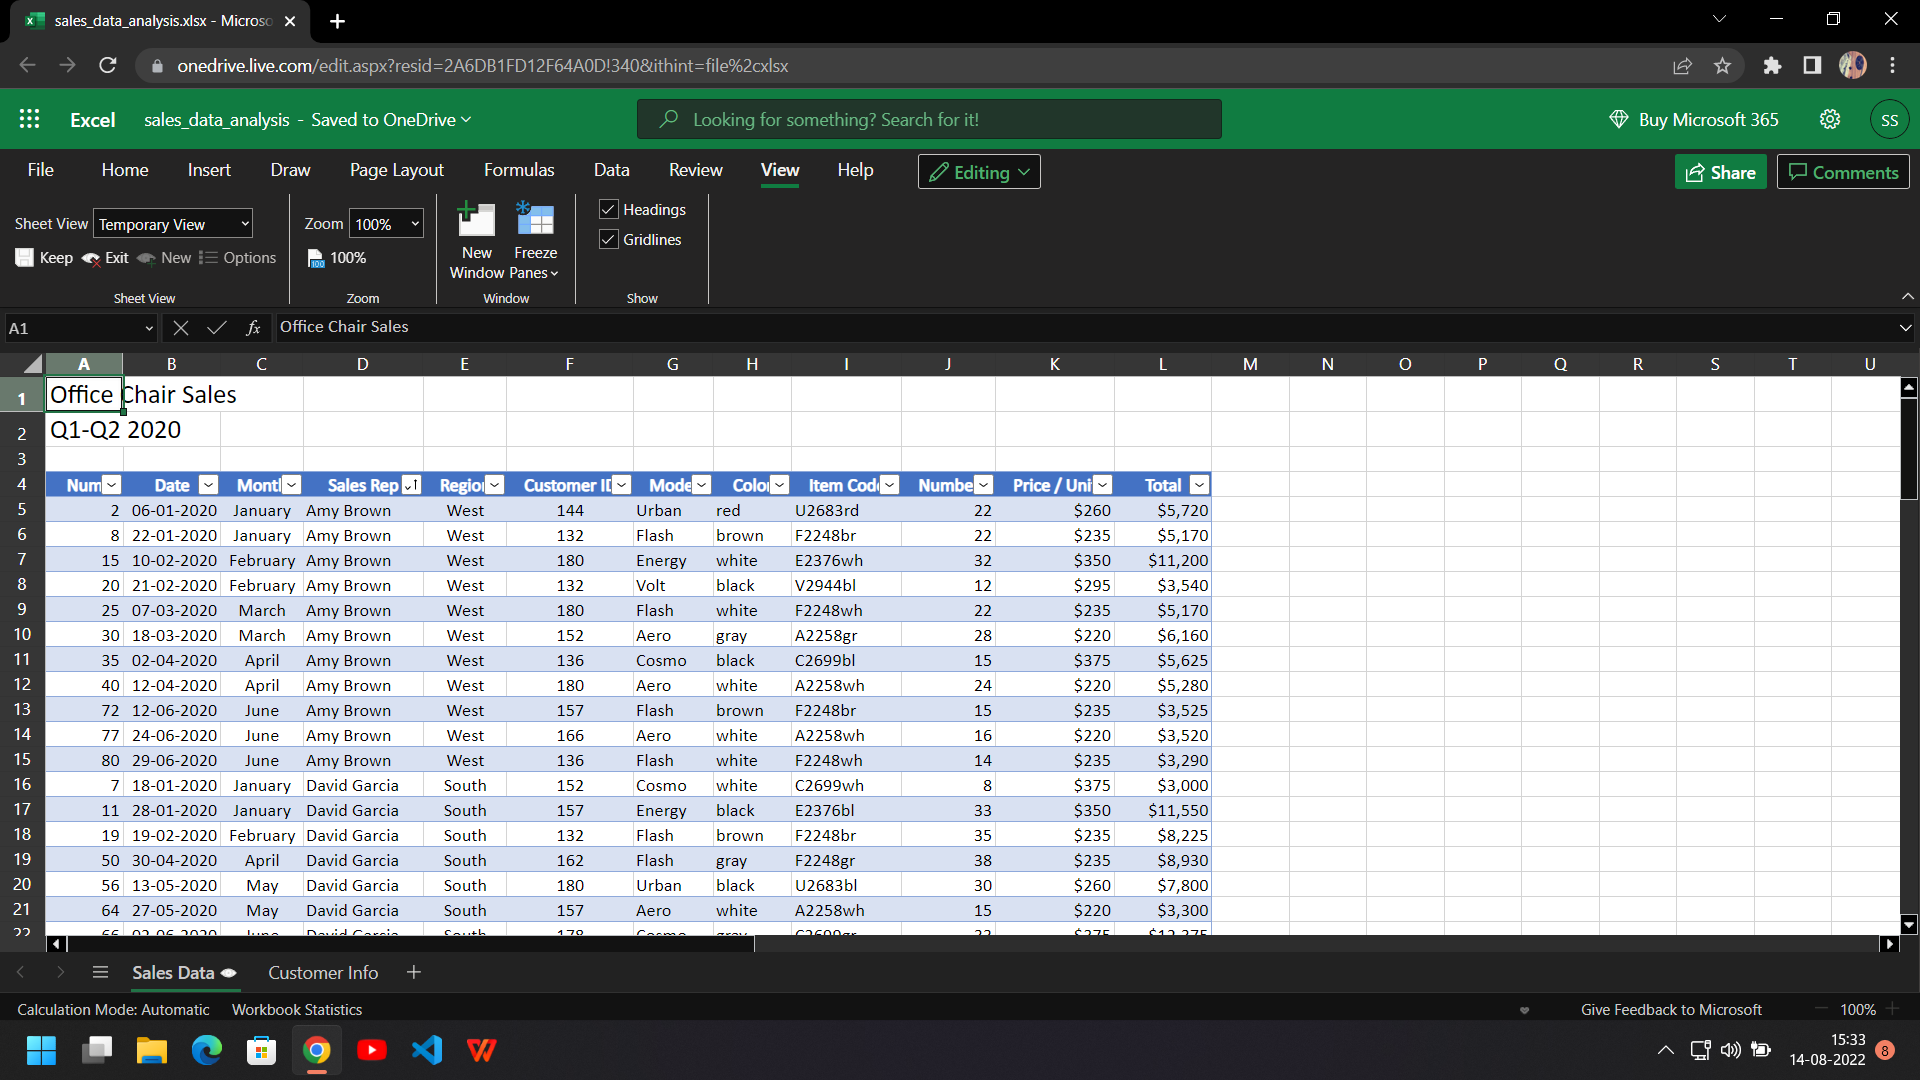 sales_data_analysis.xlsx - Microso
onedrive.live.com/edit.aspx?resid=2A6DB1FD12F64A0D!340&ithint=file%2cxlsx
Excel sales_data_analysis - Saved to OneDrive
Looking for something? Search for it!
Buy Microsoft 365
SS
File Home Insert Draw Page Layout Formulas Data Review View Help Editing Share Comments
Sheet View Temporary View
Keep Exit New Options
Sheet View
Zoom 100%
100%
Zoom
New Window
Freeze Panes
Window
Headings
Gridlines
Show
A1 fx Office Chair Sales
A B C D E F G H I J K L M N O P Q R S T U
1 Office Chair Sales
2 Q1-Q2 2020
3
4 Num Date Mont Sales Rep Regio Customer I Mode Colo Item Cod Numbe Price / Uni Total
5 2 06-01-2020 January Amy Brown West 144 Urban red U2683rd 22 $260 $5,720
6 8 22-01-2020 January Amy Brown West 132 Flash brown F2248br 22 $235 $5,170
7 15 10-02-2020 February Amy Brown West 180 Energy white E2376wh 32 $350 $11,200
8 20 21-02-2020 February Amy Brown West 132 Volt black V2944bl 12 $295 $3,540
9 25 07-03-2020 March Amy Brown West 180 Flash white F2248wh 22 $235 $5,170
10 30 18-03-2020 March Amy Brown West 152 Aero gray A2258gr 28 $220 $6,160
11 35 02-04-2020 April Amy Brown West 136 Cosmo black C2699bl 15 $375 $5,625
12 40 12-04-2020 April Amy Brown West 180 Aero white A2258wh 24 $220 $5,280
13 72 12-06-2020 June Amy Brown West 157 Flash brown F2248br 15 $235 $3,525
14 77 24-06-2020 June Amy Brown West 166 Aero white A2258wh 16 $220 $3,520
15 80 29-06-2020 June Amy Brown West 136 Flash white F2248wh 14 $235 $3,290
16 7 18-01-2020 January David Garcia South 152 Cosmo white C2699wh 8 $375 $3,000
17 11 28-01-2020 January David Garcia South 157 Energy black E2376bl 33 $350 $11,550
18 19 19-02-2020 February David Garcia South 132 Flash brown F2248br 35 $235 $8,225
19 50 30-04-2020 April David Garcia South 162 Flash gray F2248gr 38 $235 $8,930
20 56 13-05-2020 May David Garcia South 180 Urban black U2683bl 30 $260 $7,800
21 64 27-05-2020 May David Garcia South 157 Aero white A2258wh 15 $220 $3,300
22
Sales Data Customer Info
Calculation Mode: Automatic Workbook Statistics Give Feedback to Microsoft 100%
15:33
14-08-2022
8